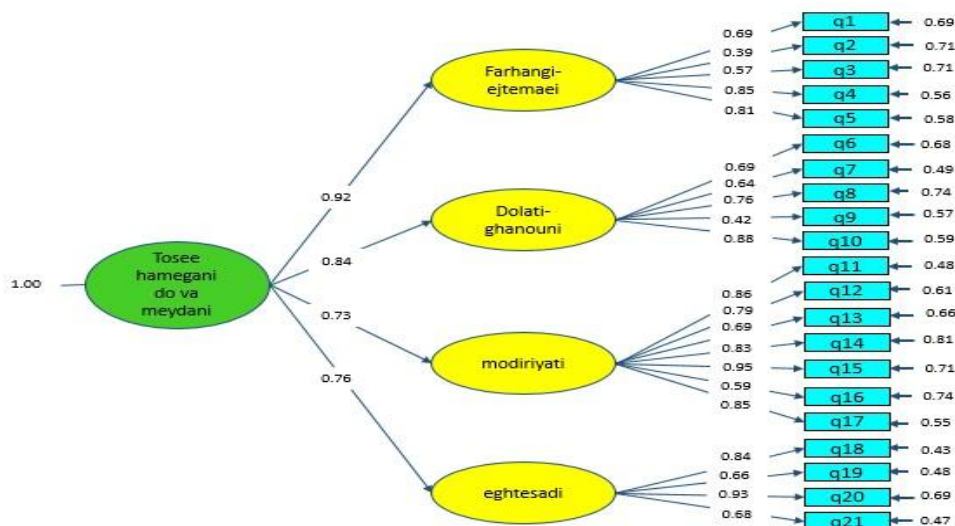 1.00
Tosee
hamegani
do va
meydani
0.92
0.84
0.73
0.76
Farhangi-
ejtemaei
0.69
0.39
0.57
0.85
0.81
q1
0.69
q2
0.71
q3
0.71
q4
0.56
q5
0.58
Dolati-
ghanouni
0.69
0.64
0.76
0.42
0.88
q6
0.68
q7
0.49
q8
0.74
q9
0.57
q10
0.59
modiriyati
0.86
0.79
0.69
0.83
0.95
0.59
0.85
q11
0.48
q12
0.61
q13
0.66
q14
0.81
q15
0.71
q16
0.74
q17
0.55
eghtesadi
0.84
0.66
0.93
0.68
q18
0.43
q19
0.48
q20
0.69
q21
0.47